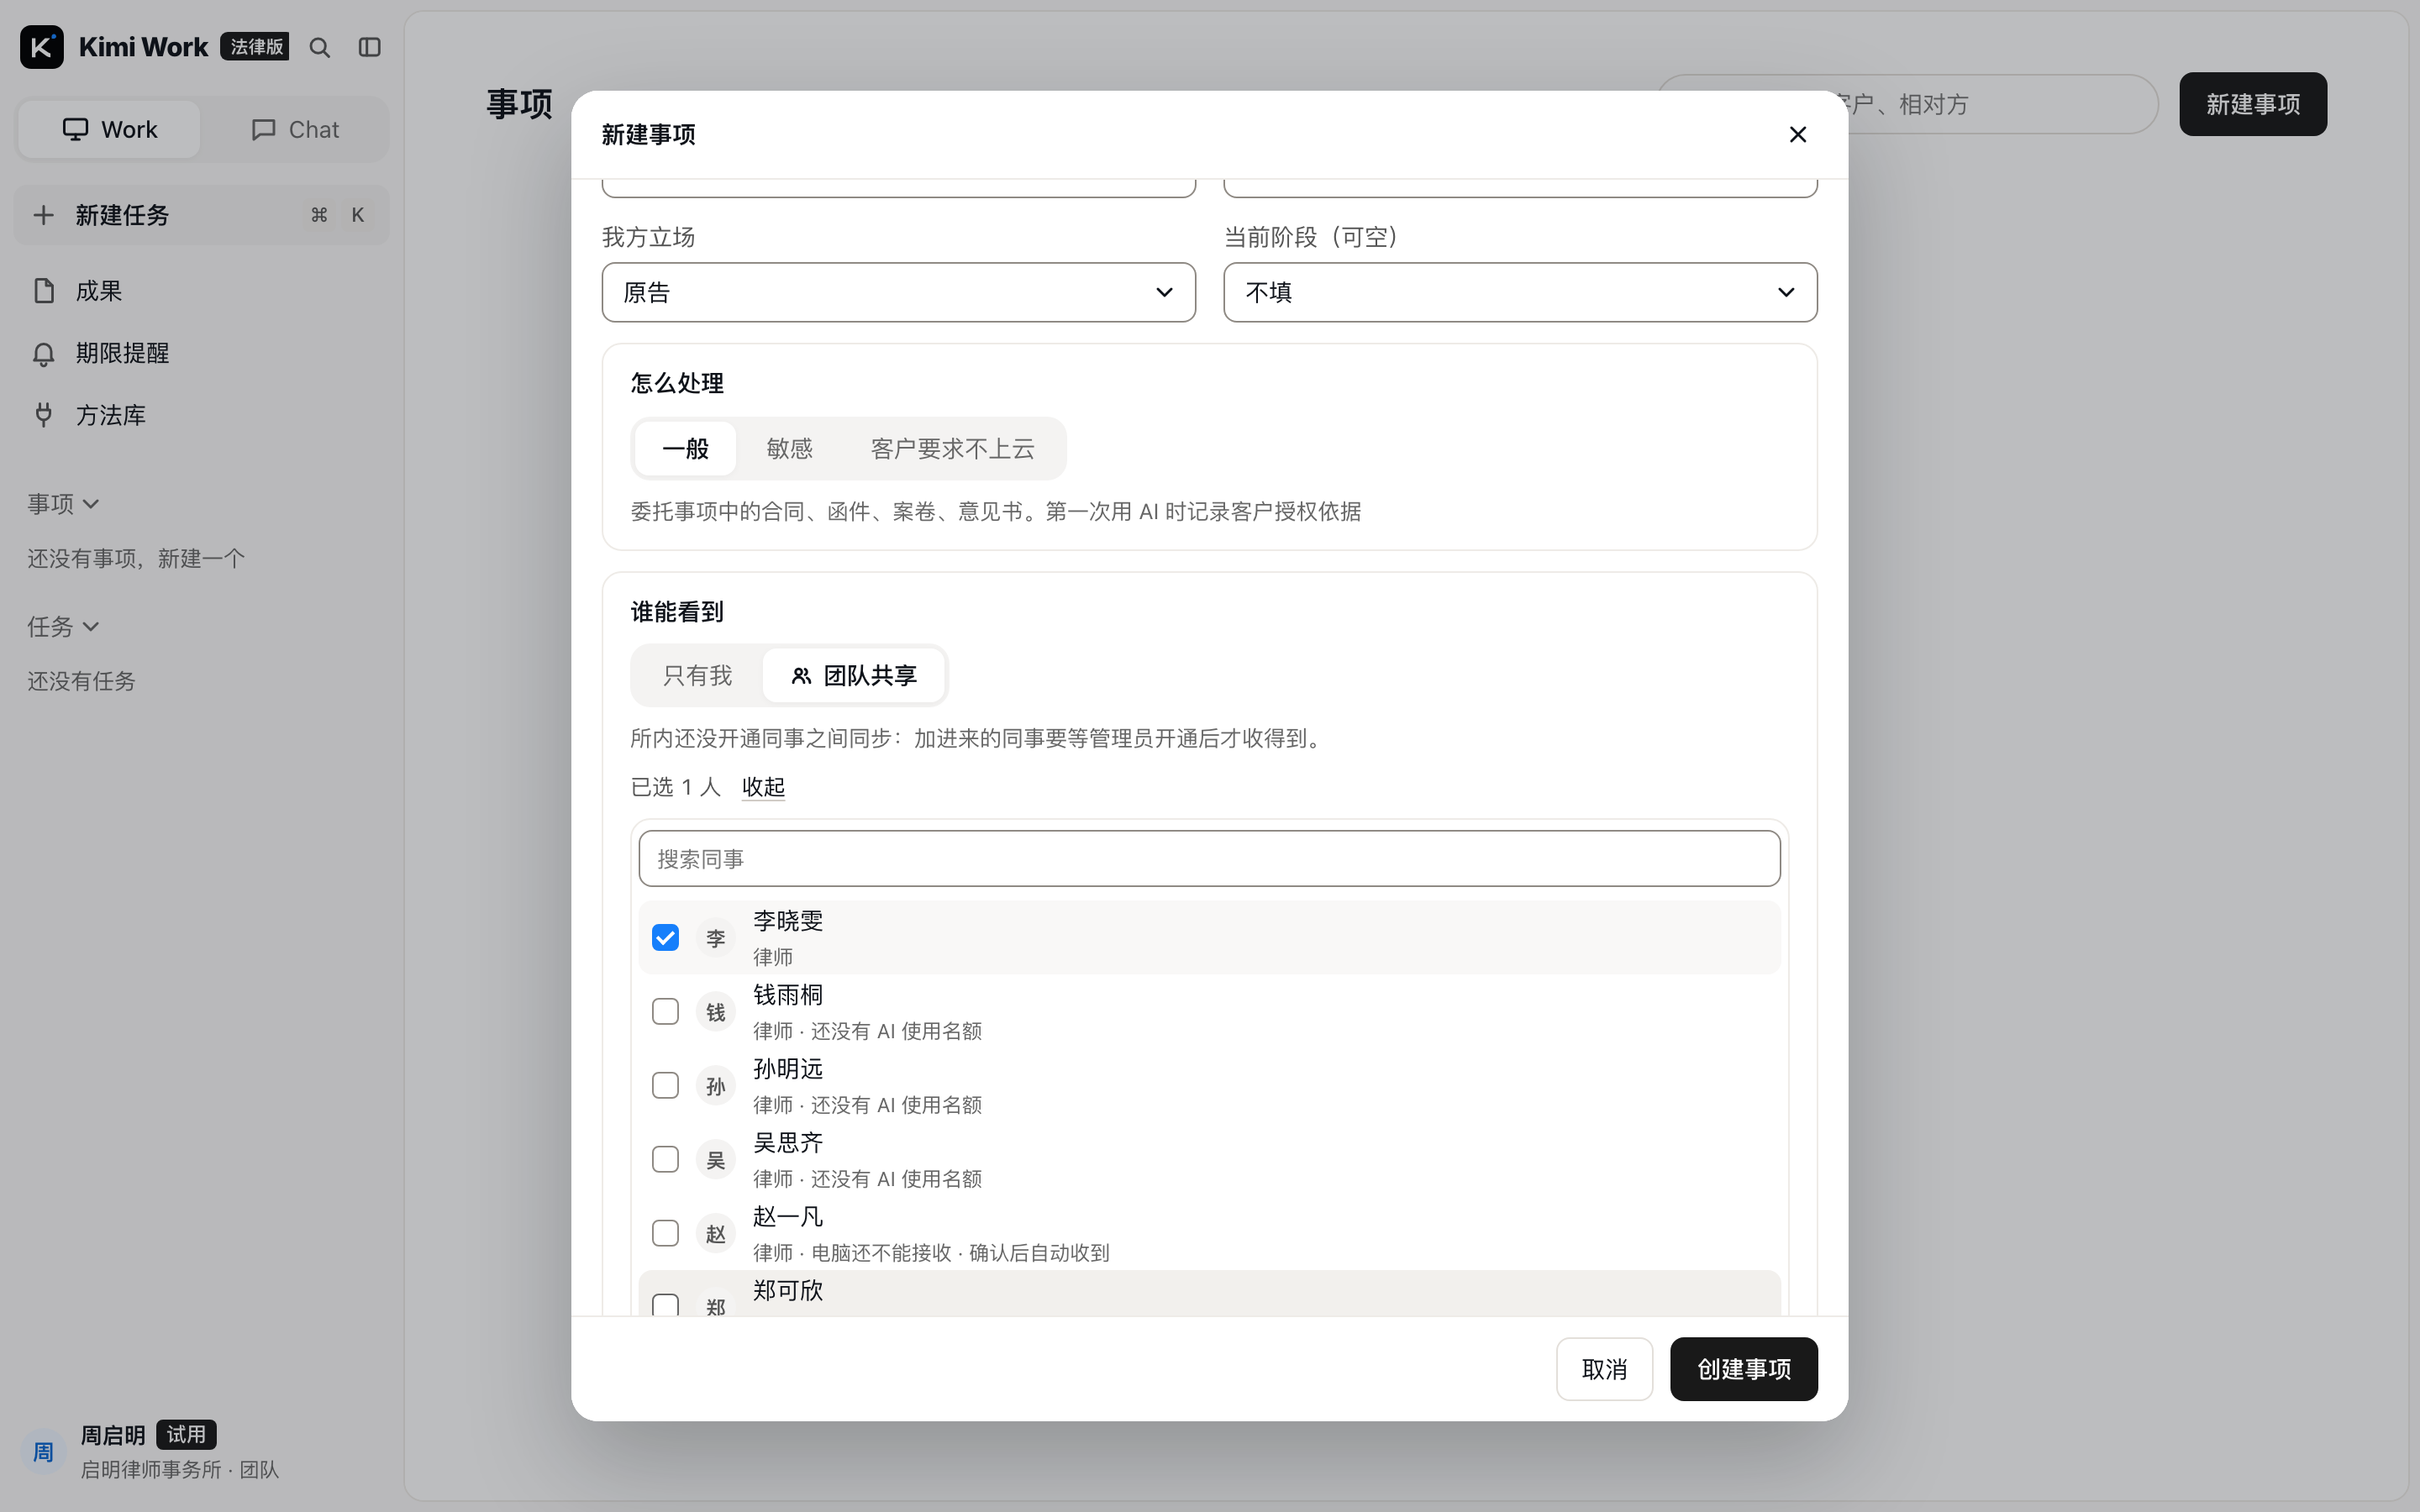 Kimi Work 法律版
Work
Chat
新建任务 ⌘ K
成果
期限提醒
方法库
事项
还没有事项，新建一个
任务
还没有任务
周 周启明 试用
启明律师事务所 · 团队
事项
客户、相对方
新建事项
新建事项
我方立场
原告
当前阶段（可空）
不填
怎么处理
一般 敏感 客户要求不上云
委托事项中的合同、函件、案卷、意见书。第一次用 AI 时记录客户授权依据
谁能看到
只有我 团队共享
所内还没开通同事之间同步：加进来的同事要等管理员开通后才收得到。
已选 1 人 收起
搜索同事
李 李晓雯
律师
钱 钱雨桐
律师 · 还没有 AI 使用名额
孙 孙明远
律师 · 还没有 AI 使用名额
吴 吴思齐
律师 · 还没有 AI 使用名额
赵 赵一凡
律师 · 电脑还不能接收 · 确认后自动收到
郑 郑可欣
取消 创建事项